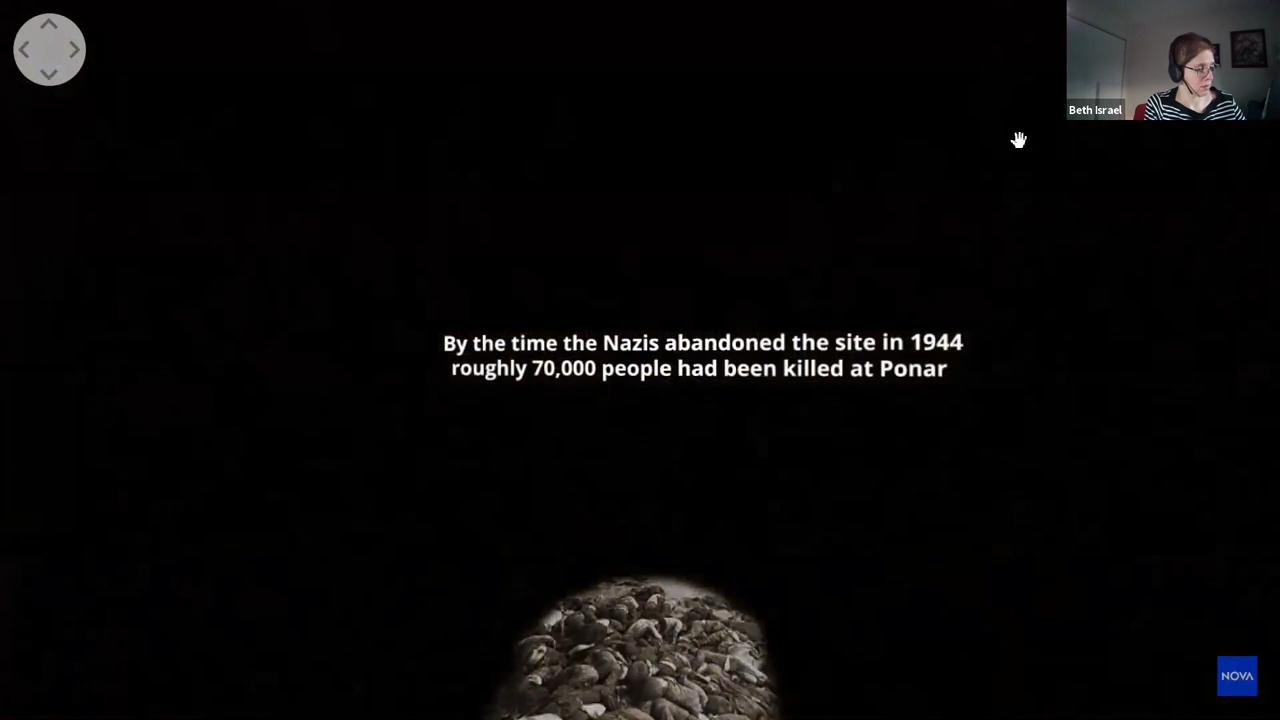 Beth Israel
By the time the Nazis abandoned the site in 1944
roughly 70,000 people had been killed at Ponar
NOVA